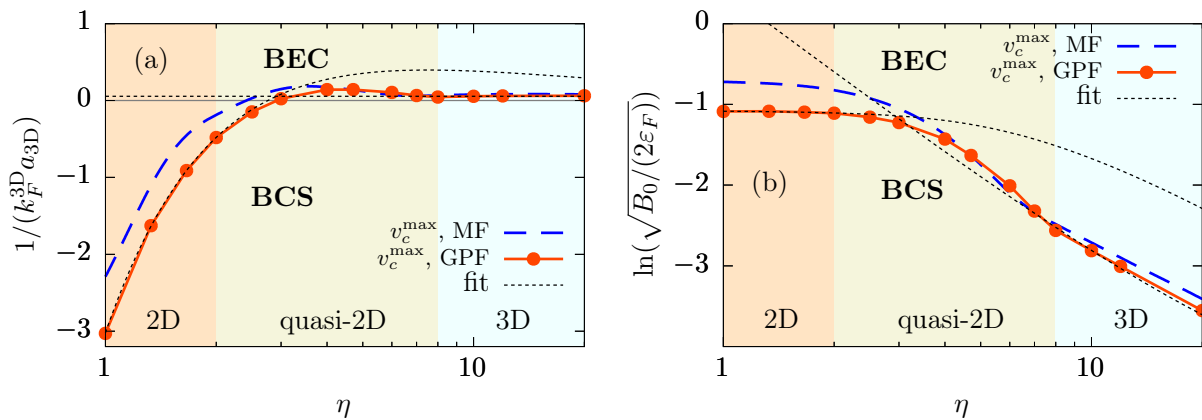 1
0
−1
−2
−3
1/(k_F^{3D} a_{3D})
(a)
BEC
BCS
v_c^{max}, MF
v_c^{max}, GPF
fit
2D
quasi-2D
3D
1
10
η
0
−1
−2
−3
ln(√B_0/(2ε_F))
(b)
BEC
BCS
v_c^{max}, MF
v_c^{max}, GPF
fit
2D
quasi-2D
3D
1
10
η